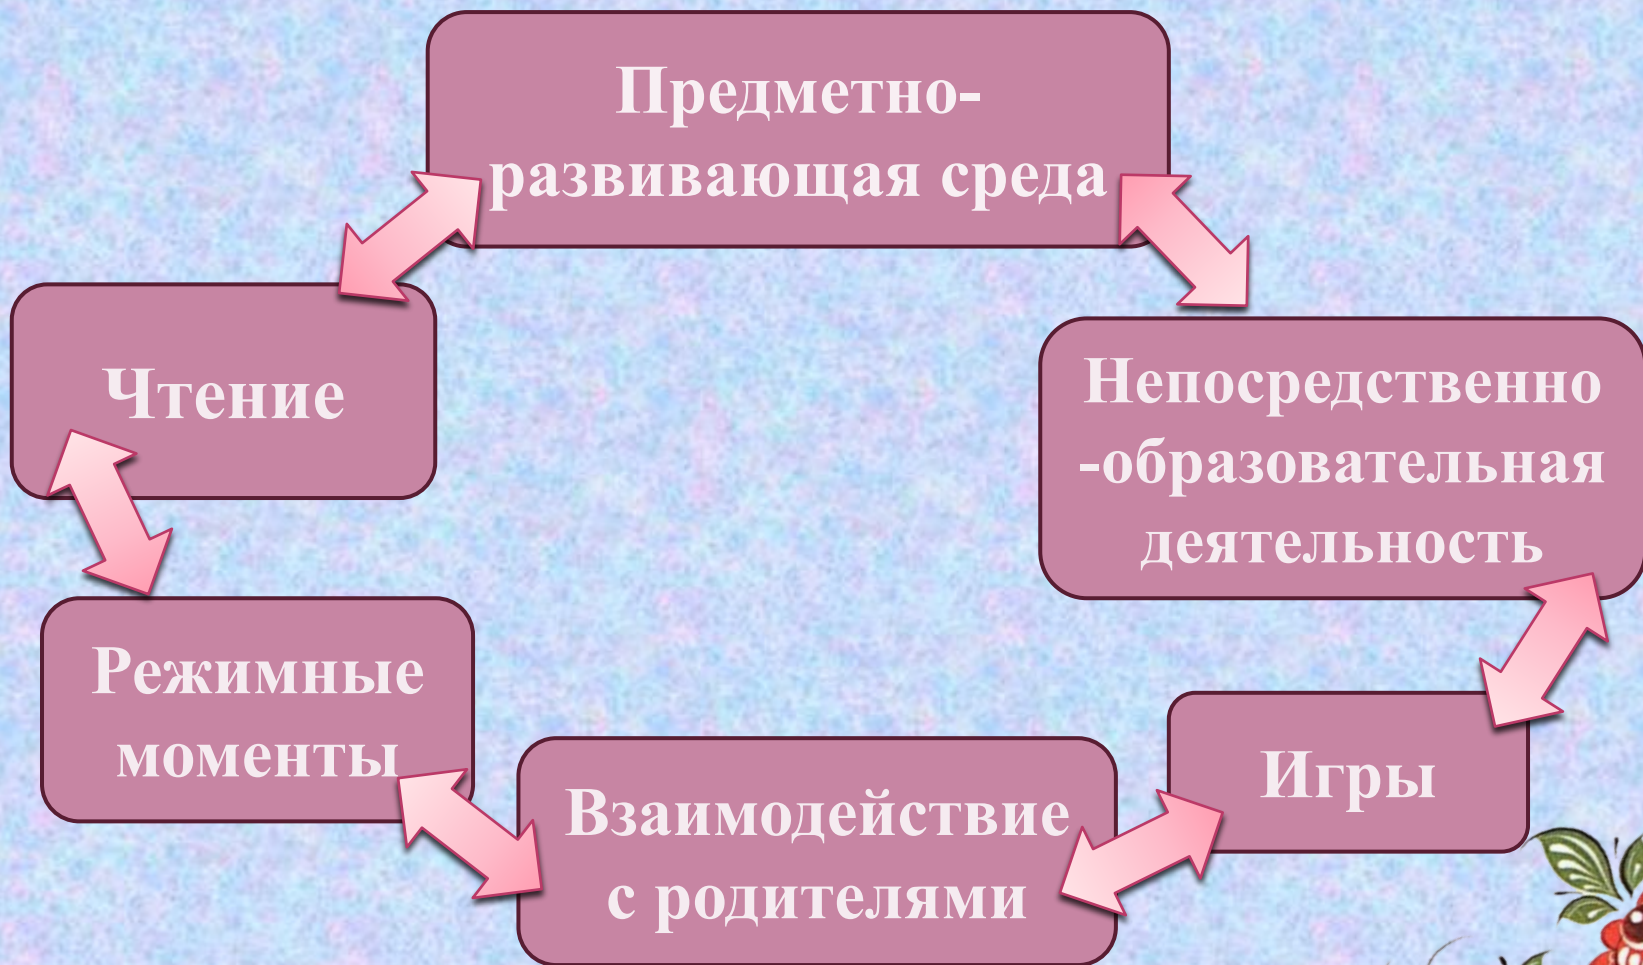 Предметно-
развивающая среда
Чтение
Непосредственно
-образовательная
деятельность
Режимные
моменты
Игры
Взаимодействие
с родителями